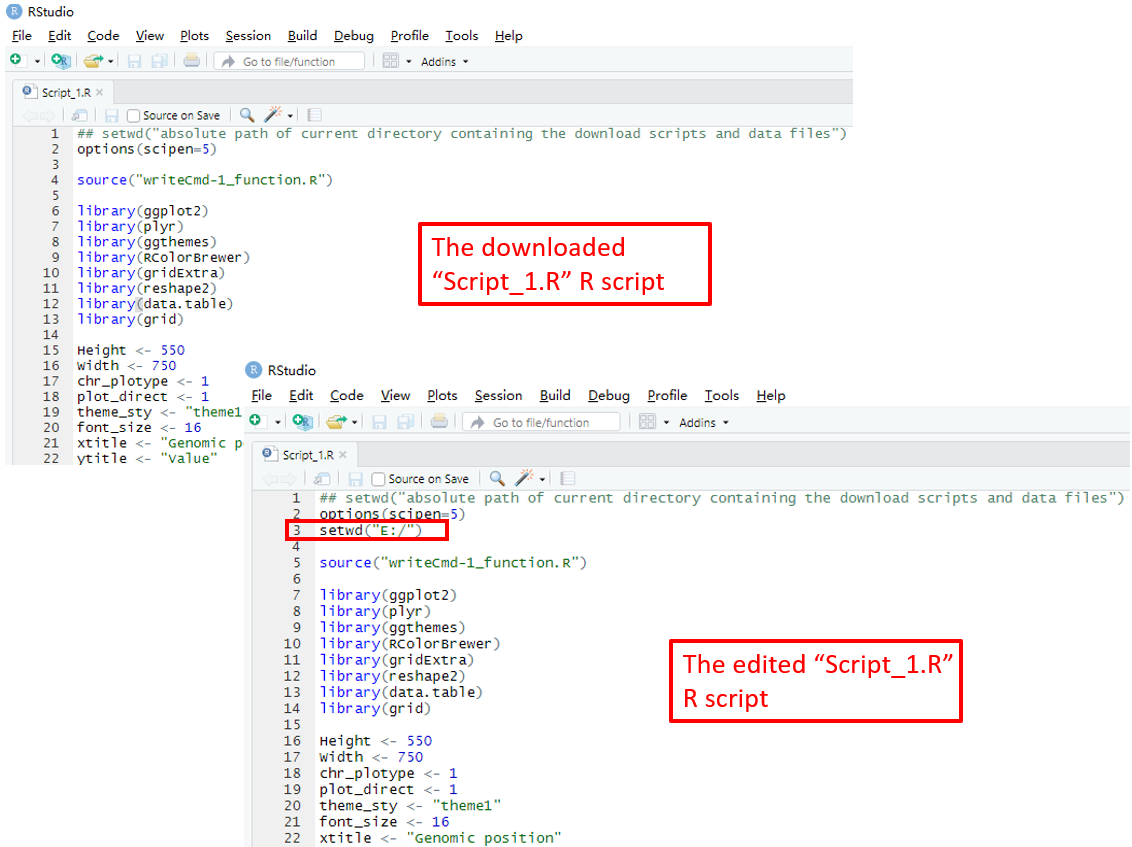 RStudio
File Edit Code View Plots Session Build Debug Profile Tools Help
Go to file/function Addins
Script_1.R
Source on Save
1 ## setwd("absolute path of current directory containing the download scripts and data files")
2 options(scipen=5)
3
4 source("writeCmd-1_function.R")
5
6 library(ggplot2)
7 library(plyr)
8 library(ggthemes)
9 library(RColorBrewer)
10 library(gridExtra)
11 library(reshape2)
12 library(data.table)
13 library(grid)
14
15 Height <- 550
16 Width <- 750
17 chr_plotype <- 1
18 plot_direct <- 1
19 theme_sty <- "theme1
20 font_size <- 16
21 xtitle <- "Genomic p
22 ytitle <- "Value"
The downloaded
“Script_1.R” R script
RStudio
File Edit Code View Plots Session Build Debug Profile Tools Help
Go to file/function Addins
Script_1.R
Source on Save
1 ## setwd("absolute path of current directory containing the download scripts and data files")
2 options(scipen=5)
3 setwd("E:/")
4
5 source("writeCmd-1_function.R")
6
7 library(ggplot2)
8 library(plyr)
9 library(ggthemes)
10 library(RColorBrewer)
11 library(gridExtra)
12 library(reshape2)
13 library(data.table)
14 library(grid)
15
16 Height <- 550
17 Width <- 750
18 chr_plotype <- 1
19 plot_direct <- 1
20 theme_sty <- "theme1"
21 font_size <- 16
22 xtitle <- "Genomic position"
The edited “Script_1.R”
R script